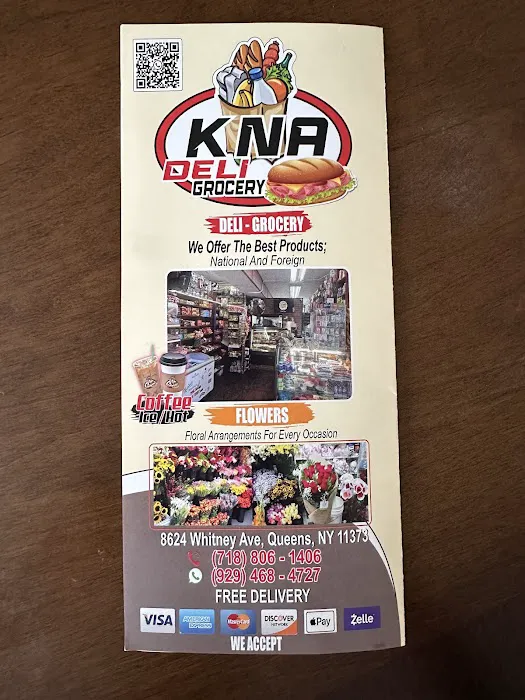 KNA
DELI
GROCERY
DELI - GROCERY
We Offer The Best Products;
National And Foreign
Coffee
Ice/Hot
FLOWERS
Floral Arrangements For Every Occasion
8624 Whitney Ave, Queens, NY 11373
(718) 806 - 1406
(929) 468 - 4727
FREE DELIVERY
VISA AMERICAN EXPRESS MasterCard DISCOVER NETWORK Pay Zelle
WE ACCEPT